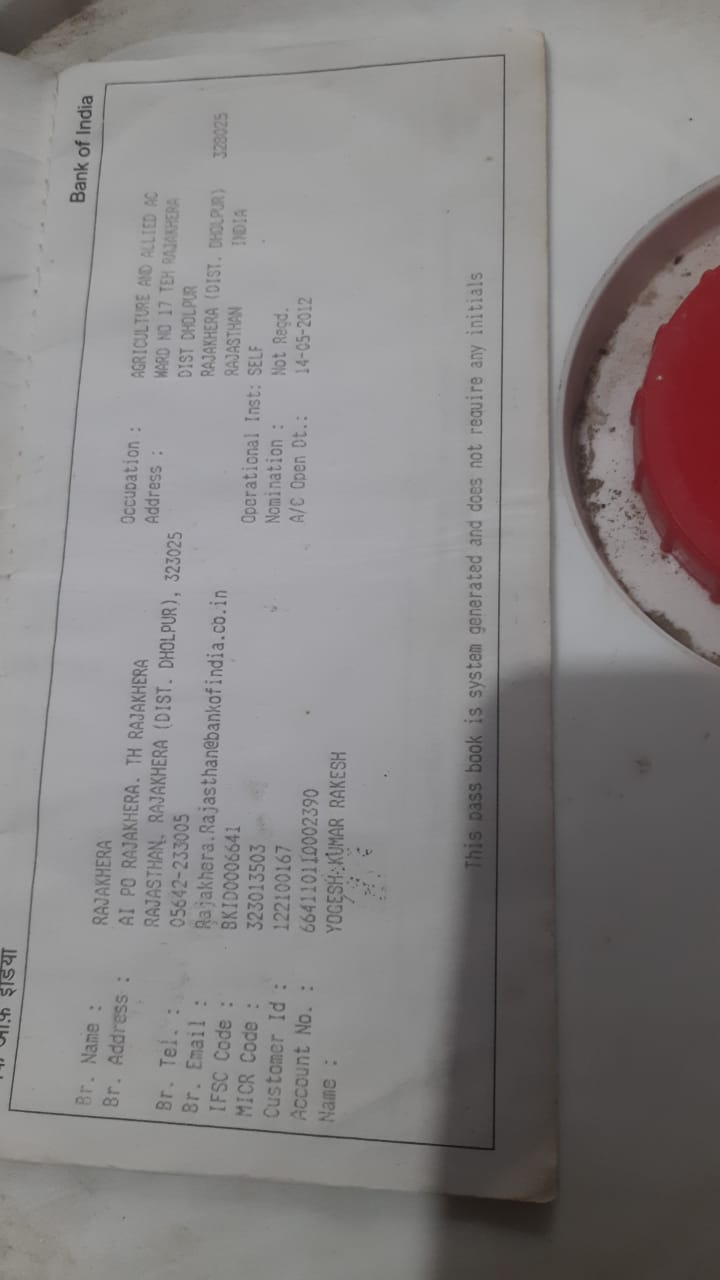 ऑफ़ इंडिया
Bank of India
Br. Name : RAJAKHERA
Br. Address : AI PO RAJAKHERA. TH RAJAKHERA
RAJASTHAN, RAJAKHERA (DIST. DHOLPUR), 323025
Br. Tel. : 05642-233005
Br. Email : Rajakhera.Rajasthan@bankofindia.co.in
IFSC Code : BKID0006641
MICR Code : 323013503
Customer Id : 122100167
Account No. : 664110110002390
Name : YOGESH KUMAR RAKESH
Occupation : AGRICULTURE AND ALLIED AC
Address : WARD NO 17 TEH RAJAKHERA
DIST DHOLPUR
RAJAKHERA (DIST. DHOLPUR) 328025
RAJASTHAN INDIA
Operational Inst: SELF
Nomination : Not Regd.
A/C Open Dt.: 14-05-2012
This pass book is system generated and does not require any initials